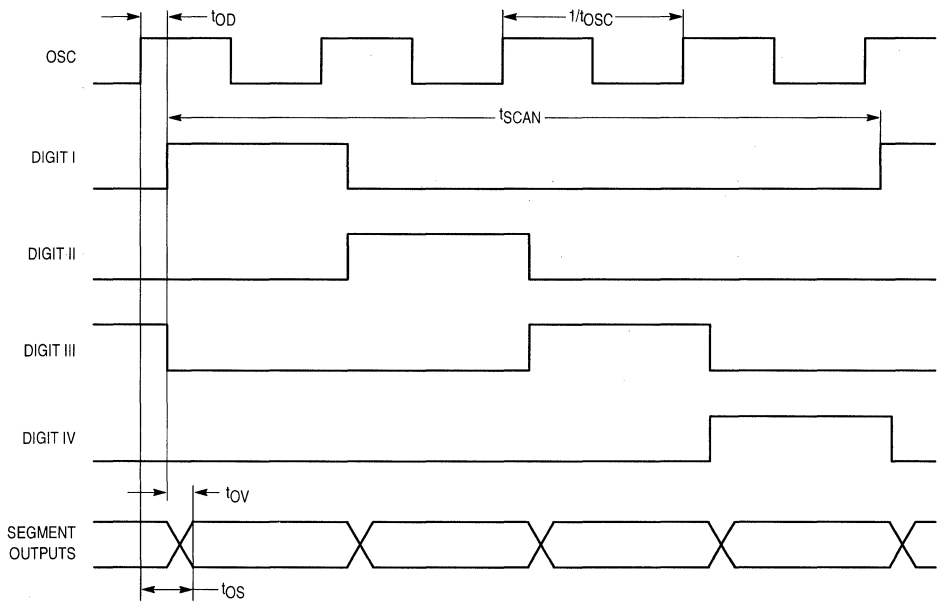 tOD
1/tOSC
OSC
tSCAN
DIGIT I
DIGIT II
DIGIT III
DIGIT IV
tOV
SEGMENT
OUTPUTS
tOS